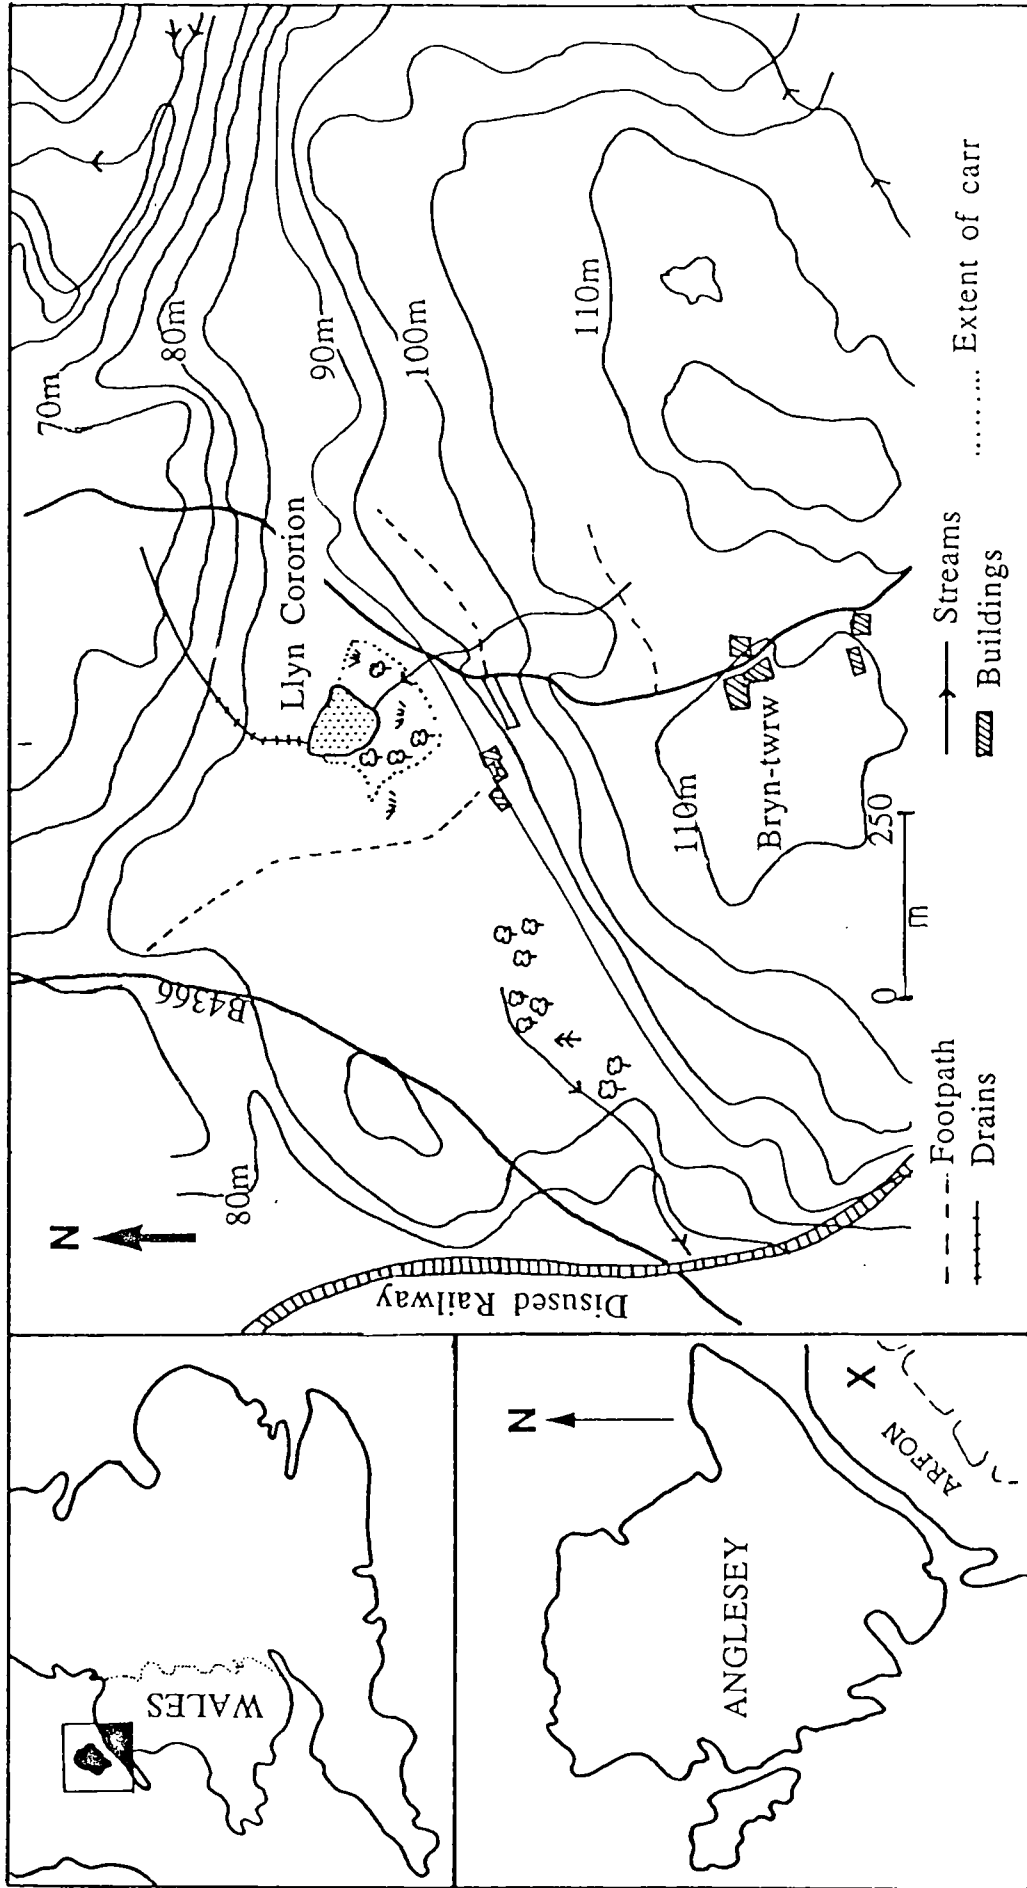 WALES
N
ANGLESEY
ARFON
X
N
Disused Railway
B4366
80m
70m
80m
90m
100m
110m
110m
Llyn Cororion
Bryn-twrw
0 250
m
Footpath
Drains
Streams
Buildings
Extent of carr